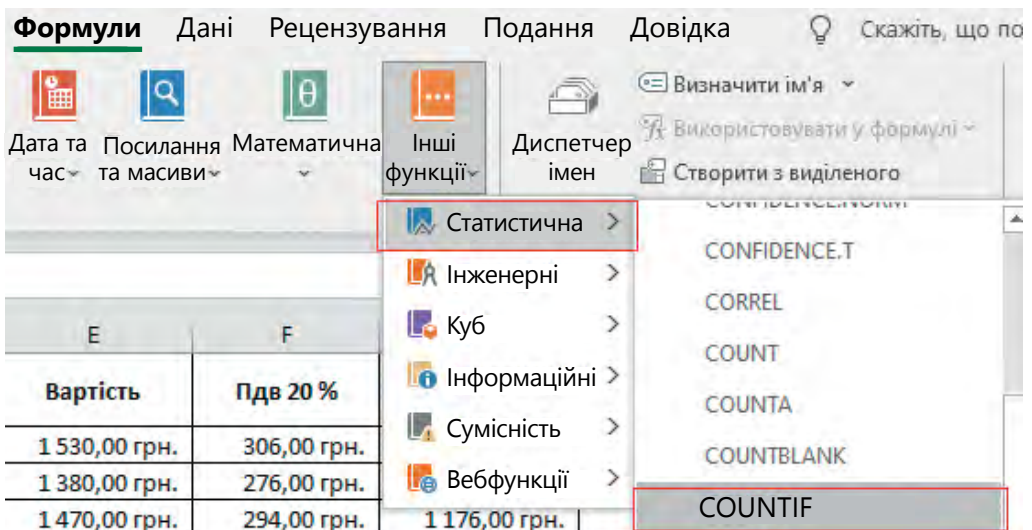 Формули Дані Рецензування Подання Довідка Скажіть, що по
Дата та час
Посилання та масиви
Математична
Інші функції
Диспетчер імен
Визначити ім'я
Використовувати у формулі
Створити з виділеного
Статистична
Інженерні
Куб
Інформаційні
Сумісність
Вебфункції
CONFIDENCE.NORM
CONFIDENCE.T
CORREL
COUNT
COUNTA
COUNTBLANK
COUNTIF
E F
Вартість Пдв 20 %
1 530,00 грн. 306,00 грн.
1 380,00 грн. 276,00 грн.
1 470,00 грн. 294,00 грн. 1 176,00 грн.